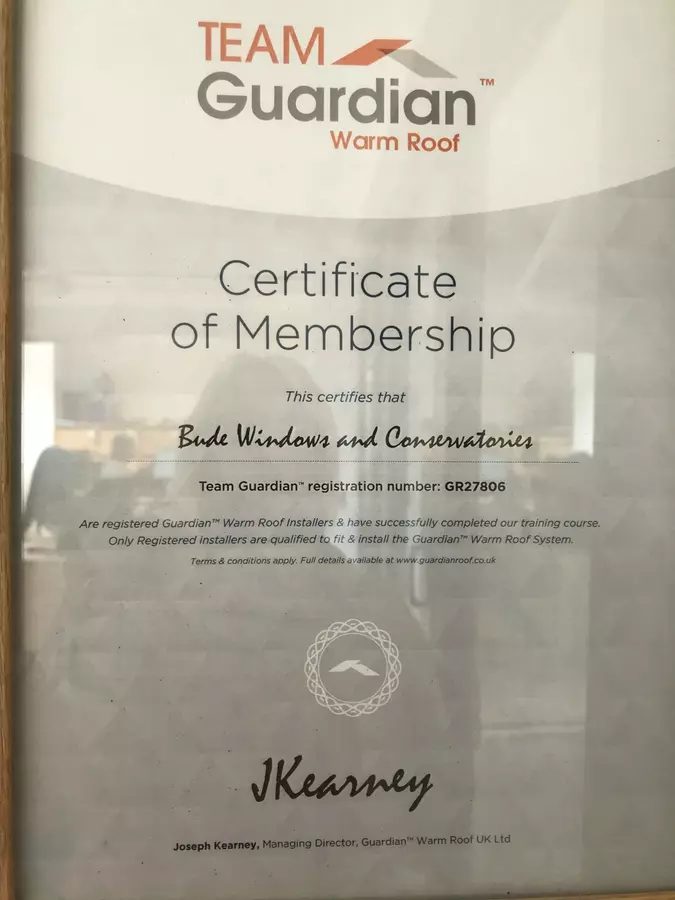 TEAM
Guardian™
Warm Roof
Certificate
of Membership
This certifies that
Bude Windows and Conservatories
Team Guardian™ registration number: GR27806
Are registered Guardian™ Warm Roof Installers & have successfully completed our training course.
Only Registered installers are qualified to fit & install the Guardian™ Warm Roof System.
Terms & conditions apply. Full details available at www.guardianroof.co.uk
JKearney
Joseph Kearney, Managing Director, Guardian™ Warm Roof UK Ltd